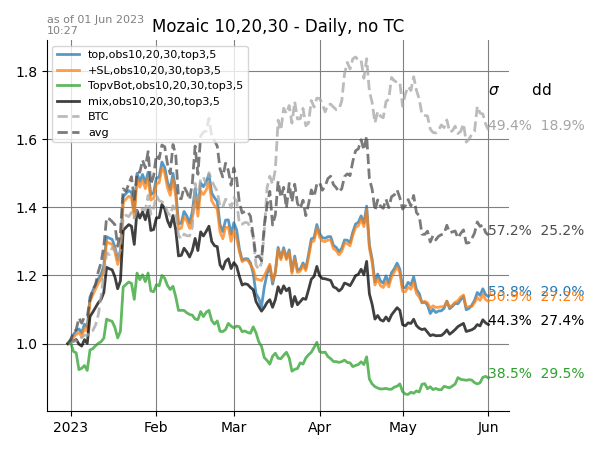 as of 01 Jun 2023
10:27
Mozaic 10,20,30 - Daily, no TC
top,obs10,20,30,top3,5
+SL,obs10,20,30,top3,5
TopvBot,obs10,20,30,top3,5
mix,obs10,20,30,top3,5
BTC
avg
σ dd
49.4% 18.9%
57.2% 25.2%
53.8% 29.0%
50.9% 27.2%
44.3% 27.4%
38.5% 29.5%
1.8
1.6
1.4
1.2
1.0
2023 Feb Mar Apr May Jun